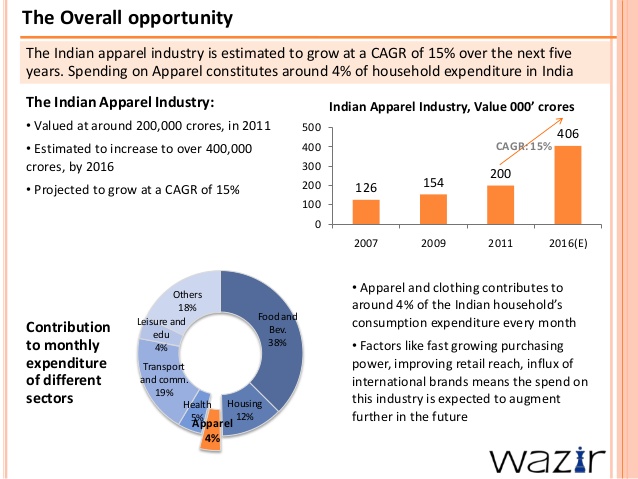 The Overall opportunity
The Indian apparel industry is estimated to grow at a CAGR of 15% over the next five
years. Spending on Apparel constitutes around 4% of household expenditure in India
The Indian Apparel Industry:
• Valued at around 200,000 crores, in 2011
• Estimated to increase to over 400,000
crores, by 2016
• Projected to grow at a CAGR of 15%
Indian Apparel Industry, Value 000’ crores
500
400
300
200
100
0
126
154
200
406
CAGR: 15%
2007
2009
2011
2016(E)
Contribution
to monthly
expenditure
of different
sectors
Others
18%
Food and
Bev.
38%
Leisure and
edu
4%
Transport
and comm.
19%
Health
5%
Apparel
4%
Housing
12%
• Apparel and clothing contributes to
around 4% of the Indian household’s
consumption expenditure every month
• Factors like fast growing purchasing
power, improving retail reach, influx of
international brands means the spend on
this industry is expected to augment
further in the future
wazir